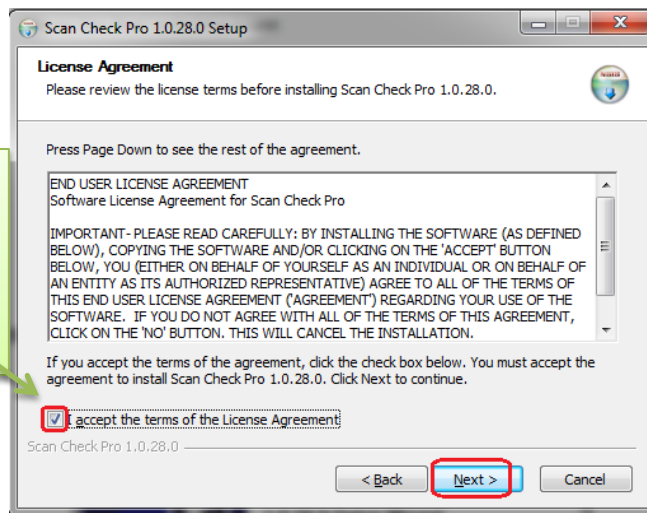 Scan Check Pro 1.0.28.0 Setup
License Agreement
Please review the license terms before installing Scan Check Pro 1.0.28.0.
Press Page Down to see the rest of the agreement.
END USER LICENSE AGREEMENT
Software License Agreement for Scan Check Pro
IMPORTANT- PLEASE READ CAREFULLY: BY INSTALLING THE SOFTWARE (AS DEFINED
BELOW), COPYING THE SOFTWARE AND/OR CLICKING ON THE 'ACCEPT' BUTTON
BELOW, YOU (EITHER ON BEHALF OF YOURSELF AS AN INDIVIDUAL OR ON BEHALF OF
AN ENTITY AS ITS AUTHORIZED REPRESENTATIVE) AGREE TO ALL OF THE TERMS OF
THIS END USER LICENSE AGREEMENT ('AGREEMENT') REGARDING YOUR USE OF THE
SOFTWARE.  IF YOU DO NOT AGREE WITH ALL OF THE TERMS OF THIS AGREEMENT,
CLICK ON THE 'NO' BUTTON. THIS WILL CANCEL THE INSTALLATION.
If you accept the terms of the agreement, click the check box below. You must accept the
agreement to install Scan Check Pro 1.0.28.0. Click Next to continue.
I accept the terms of the License Agreement
Scan Check Pro 1.0.28.0
< Back Next > Cancel